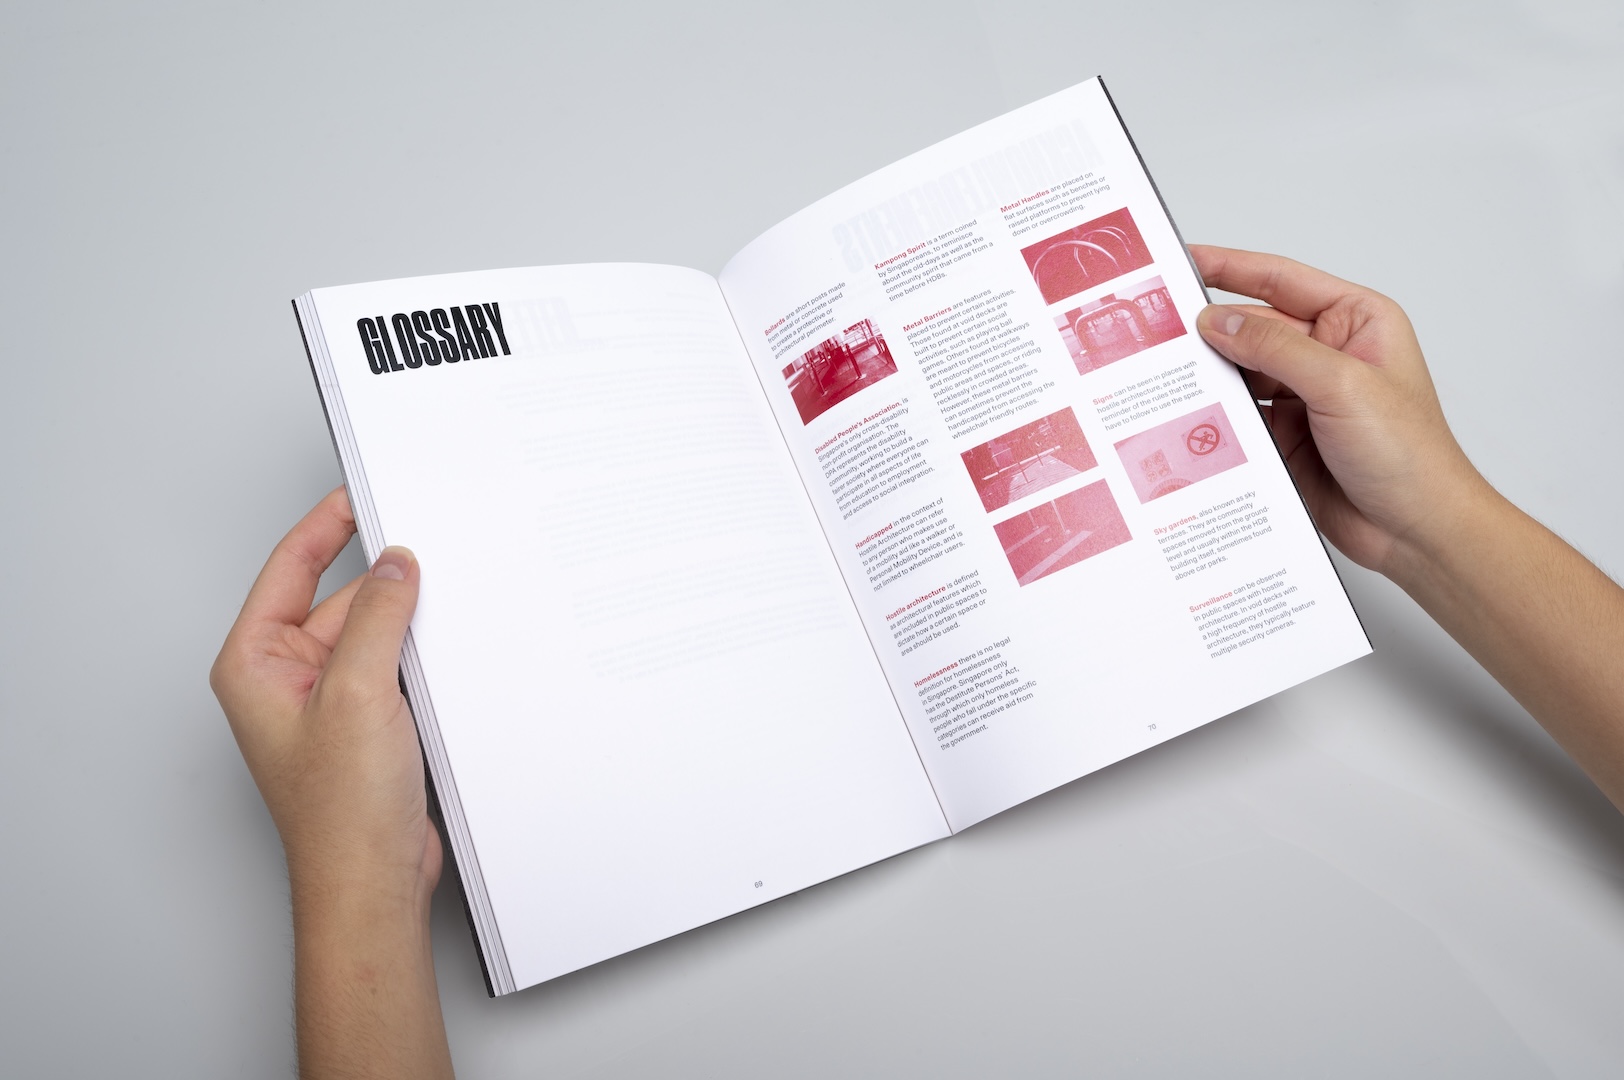 GLOSSARY
69
Bollards are short posts made
from metal or concrete used
to create a protective or
architectural perimeter.
Disabled People's Association, is
Singapore's only cross-disability
non-profit organisation. The
DPA represents the disability
community, working to build a
fairer society where everyone can
participate in all aspects of life
from education to employment
and access to social integration.
Handicapped in the context of
Hostile Architecture can refer
to any person who makes use
of a mobility aid like a walker or
Personal Mobility Device, and is
not limited to wheelchair users.
Hostile architecture is defined
as architectural features which
are included in public spaces to
dictate how a certain space or
area should be used.
Homelessness there is no legal
definition for homelessness
in Singapore. Singapore only
has the Destitute Persons' Act,
through which only homeless
people who fall under the specific
categories can receive aid from
the government.
Kampong Spirit is a term coined
by Singaporeans, to reminisce
about the old-days as well as the
community spirit that came from a
time before HDBs.
Metal Barriers are features
placed to prevent certain activities.
Those found at void decks are
built to prevent certain social
activities, such as playing ball
games. Others found at walkways
are meant to prevent bicycles
and motorcycles from accessing
public areas and spaces, or riding
recklessly in crowded areas.
However, these metal barriers
can sometimes prevent the
handicapped from accessing the
wheelchair friendly routes.
Metal Handles are placed on
flat surfaces such as benches or
raised platforms to prevent lying
down or overcrowding.
Signs can be seen in places with
hostile architecture, as a visual
reminder of the rules that they
have to follow to use the space.
Sky gardens, also known as sky
terraces. They are community
spaces removed from the ground-
level and usually within the HDB
building itself, sometimes found
above car parks.
Surveillance can be observed
in public spaces with hostile
architecture. In void decks with
a high frequency of hostile
architecture, they typically feature
multiple security cameras.
70